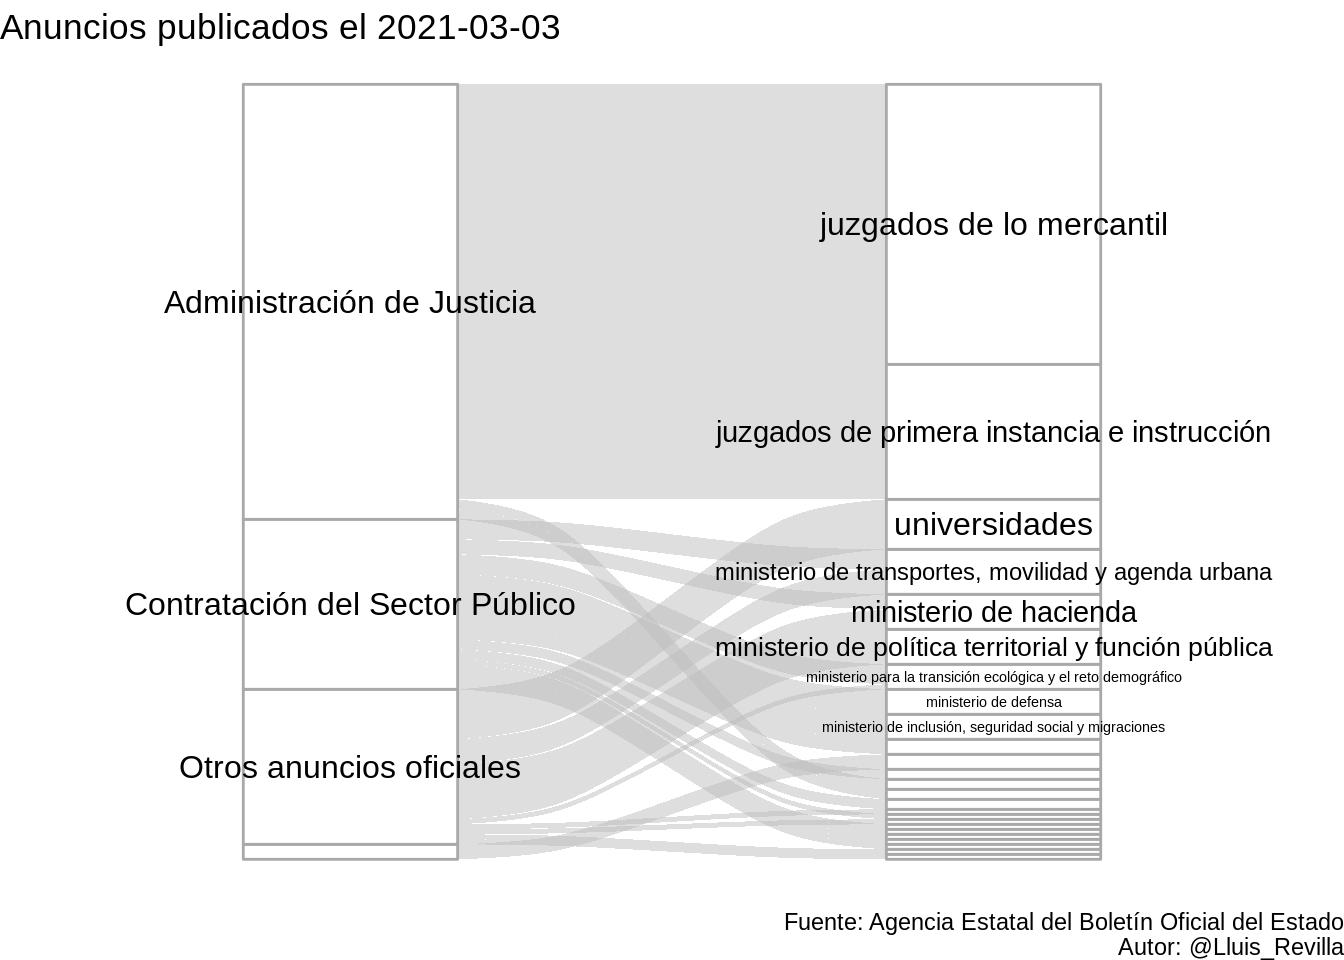 Anuncios publicados el 2021-03-03
Administración de Justicia
Contratación del Sector Público
Otros anuncios oficiales
juzgados de lo mercantil
juzgados de primera instancia e instrucción
universidades
ministerio de transportes, movilidad y agenda urbana
ministerio de hacienda
ministerio de política territorial y función pública
ministerio para la transición ecológica y el reto demográfico
ministerio de defensa
ministerio de inclusión, seguridad social y migraciones
Fuente: Agencia Estatal del Boletín Oficial del Estado
Autor: @Lluis_Revilla